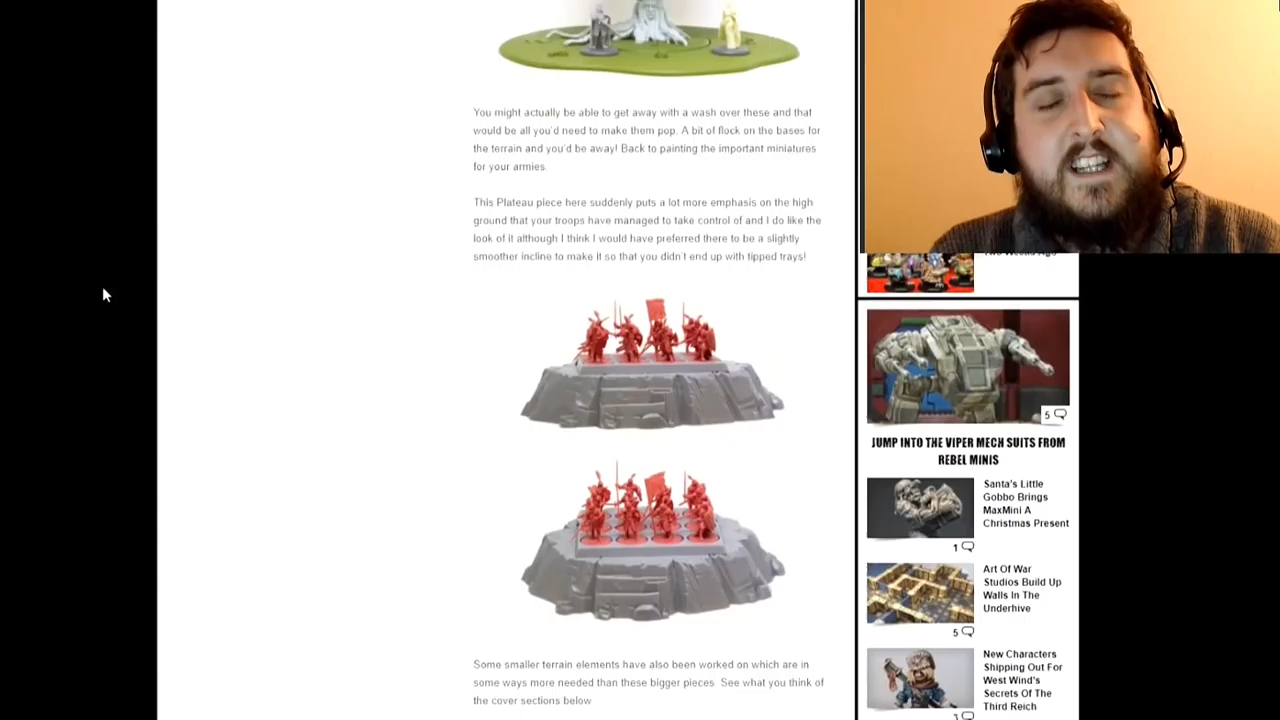 You might actually be able to get away with a wash over these and that
would be all you'd need to make them pop. A bit of flock on the bases for
the terrain and you'd be away! Back to painting the important miniatures
for your armies.
This Plateau piece here suddenly puts a lot more emphasis on the high
ground that your troops have managed to take control of and I do like the
look of it although I think I would have preferred there to be a slightly
smoother incline to make it so that you didn't end up with tipped trays!
Some smaller terrain elements have also been worked on which are in
some ways more needed than these bigger pieces. See what you think of
the cover sections below
Two Weeks Ago
5
JUMP INTO THE VIPER MECH SUITS FROM
REBEL MINIS
Santa's Little
Gobbo Brings
MaxMini A
Christmas Present
1
Art Of War
Studios Build Up
Walls In The
Underhive
5
New Characters
Shipping Out For
West Wind's
Secrets Of The
Third Reich
3